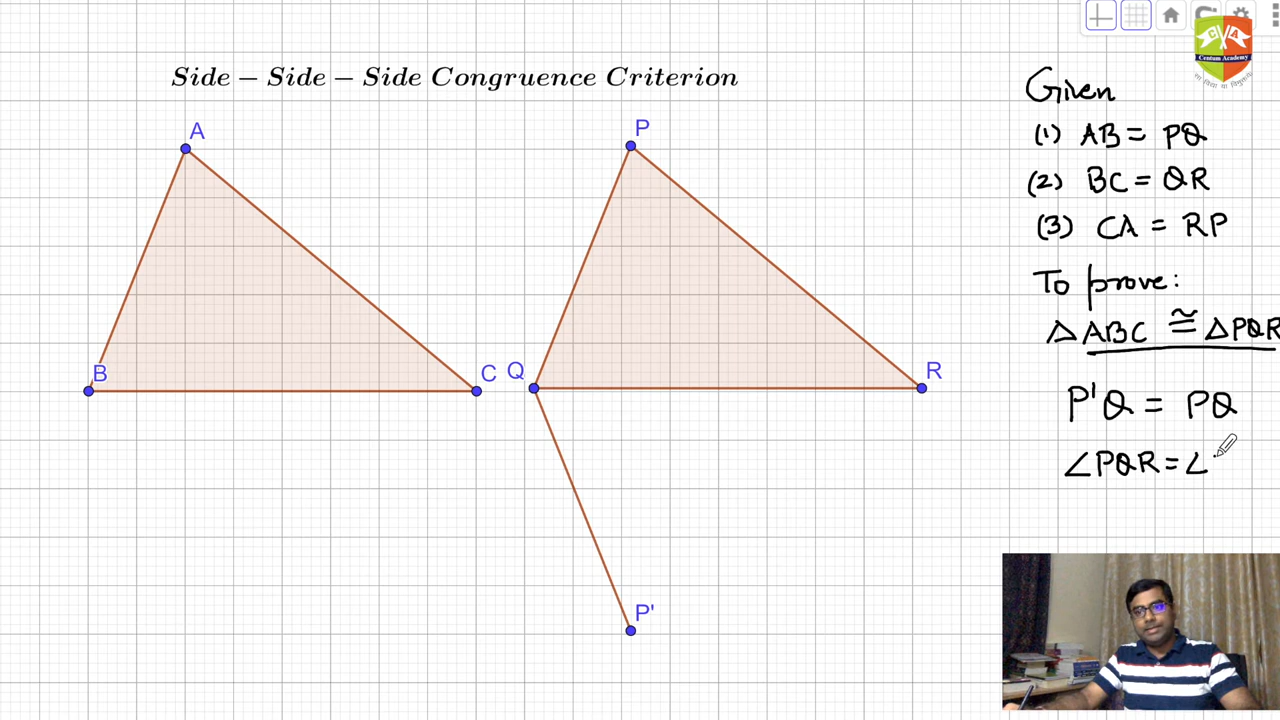 Side – Side – Side Congruence Criterion
A
B
C
P
Q
R
P'
Centum Academy
Given
(1) AB = PQ
(2) BC = QR
(3) CA = RP
To prove:
△ABC ≅ △PQR
P'Q = PQ
∠PQR = ∠